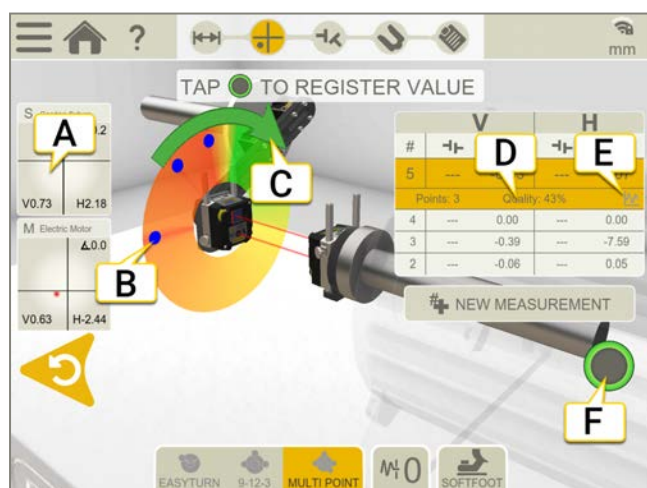 ?
mm
TAP TO REGISTER VALUE
S
A
.2
V0.73 H2.18
M Electric Motor
0.0
V0.63 H-2.44
B
C
V H
#
D
E
5 ---
Points: 3 Quality: 43%
4 --- 0.00 --- 0.00
3 --- -0.39 --- -7.59
2 --- -0.06 --- 0.05
# NEW MEASUREMENT
F
EASYTURN 9-12-3 MULTI POINT 0 SOFTFOOT